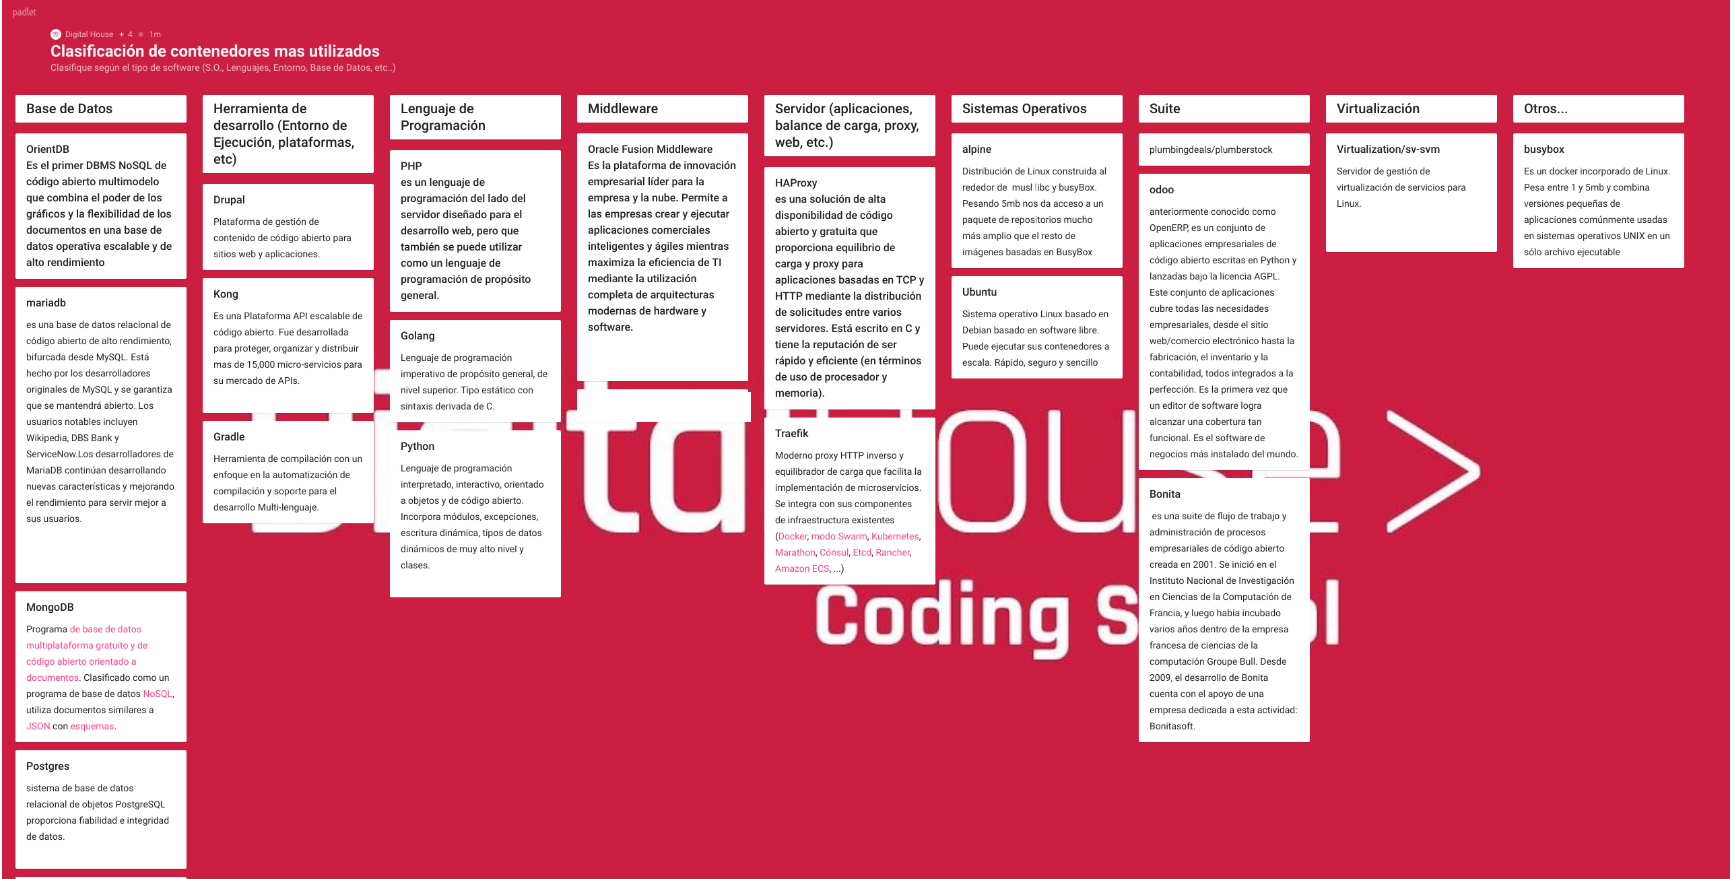 padlet
Digital House + 4 1m
Clasificación de contenedores mas utilizados
Clasifique según el tipo de software (S.O., Lenguajes, Entorno, Base de Datos, etc..)
Base de Datos
OrientDB
Es el primer DBMS NoSQL de
código abierto multimodelo
que combina el poder de los
gráficos y la flexibilidad de los
documentos en una base de
datos operativa escalable y de
alto rendimiento
mariadb
es una base de datos relacional de
código abierto de alto rendimiento,
bifurcada desde MySQL. Está
hecho por los desarrolladores
originales de MySQL y se garantiza
que se mantendrá abierto. Los
usuarios notables incluyen
Wikipedia, DBS Bank y
ServiceNow.Los desarrolladores de
MariaDB continúan desarrollando
nuevas características y mejorando
el rendimiento para servir mejor a
sus usuarios.
MongoDB
Programa de base de datos
multiplataforma gratuito y de
código abierto orientado a
documentos. Clasificado como un
programa de base de datos NoSQL,
utiliza documentos similares a
JSON con esquemas.
Postgres
sistema de base de datos
relacional de objetos PostgreSQL
proporciona fiabilidad e integridad
de datos.
Herramienta de
desarrollo (Entorno de
Ejecución, plataformas,
etc)
Drupal
Plataforma de gestión de
contenido de código abierto para
sitios web y aplicaciones.
Kong
Es una Plataforma API escalable de
código abierto. Fue desarrollada
para proteger, organizar y distribuir
mas de 15,000 micro-servicios para
su mercado de APIs.
Gradle
Herramienta de compilación con un
enfoque en la automatización de
compilación y soporte para el
desarrollo Multi-lenguaje.
Lenguaje de
Programación
PHP
es un lenguaje de
programación del lado del
servidor diseñado para el
desarrollo web, pero que
también se puede utilizar
como un lenguaje de
programación de propósito
general.
Golang
Lenguaje de programación
imperativo de propósito general, de
nivel superior. Tipo estático con
sintaxis derivada de C.
Python
Lenguaje de programación
interpretado, interactivo, orientado
a objetos y de código abierto.
Incorpora módulos, excepciones,
escritura dinámica, tipos de datos
dinámicos de muy alto nivel y
clases.
Middleware
Oracle Fusion Middleware
Es la plataforma de innovación
empresarial líder para la
empresa y la nube. Permite a
las empresas crear y ejecutar
aplicaciones comerciales
inteligentes y ágiles mientras
maximiza la eficiencia de TI
mediante la utilización
completa de arquitecturas
modernas de hardware y
software.
Servidor (aplicaciones,
balance de carga, proxy,
web, etc.)
HAProxy
es una solución de alta
disponibilidad de código
abierto y gratuita que
proporciona equilibrio de
carga y proxy para
aplicaciones basadas en TCP y
HTTP mediante la distribución
de solicitudes entre varios
servidores. Está escrito en C y
tiene la reputación de ser
rápido y eficiente (en términos
de uso de procesador y
memoria).
Traefik
Moderno proxy HTTP inverso y
equilibrador de carga que facilita la
implementación de microservicios.
Se integra con sus componentes
de infraestructura existentes
(Docker, modo Swarm, Kubernetes,
Marathon, Cónsul, Etcd, Rancher,
Amazon ECS, ...)
Sistemas Operativos
alpine
Distribución de Linux construida al
rededor de musl libc y busyBox.
Pesando 5mb nos da acceso a un
paquete de repositorios mucho
más amplio que el resto de
imágenes basadas en BusyBox
Ubuntu
Sistema operativo Linux basado en
Debian basado en software libre.
Puede ejecutar sus contenedores a
escala. Rápido, seguro y sencillo
Suite
plumbingdeals/plumberstock
odoo
anteriormente conocido como
OpenERP, es un conjunto de
aplicaciones empresariales de
código abierto escritas en Python y
lanzadas bajo la licencia AGPL.
Este conjunto de aplicaciones
cubre todas las necesidades
empresariales, desde el sitio
web/comercio electrónico hasta la
fabricación, el inventario y la
contabilidad, todos integrados a la
perfección. Es la primera vez que
un editor de software logra
alcanzar una cobertura tan
funcional. Es el software de
negocios más instalado del mundo.
Bonita
es una suite de flujo de trabajo y
administración de procesos
empresariales de código abierto
creada en 2001. Se inició en el
Instituto Nacional de Investigación
en Ciencias de la Computación de
Francia, y luego había incubado
varios años dentro de la empresa
francesa de ciencias de la
computación Groupe Bull. Desde
2009, el desarrollo de Bonita
cuenta con el apoyo de una
empresa dedicada a esta actividad:
Bonitasoft.
Virtualización
Virtualization/sv-svm
Servidor de gestión de
virtualización de servicios para
Linux.
Otros...
busybox
Es un docker incorporado de Linux.
Pesa entre 1 y 5mb y combina
versiones pequeñas de
aplicaciones comúnmente usadas
en sistemas operativos UNIX en un
sólo archivo ejecutable
Coding S